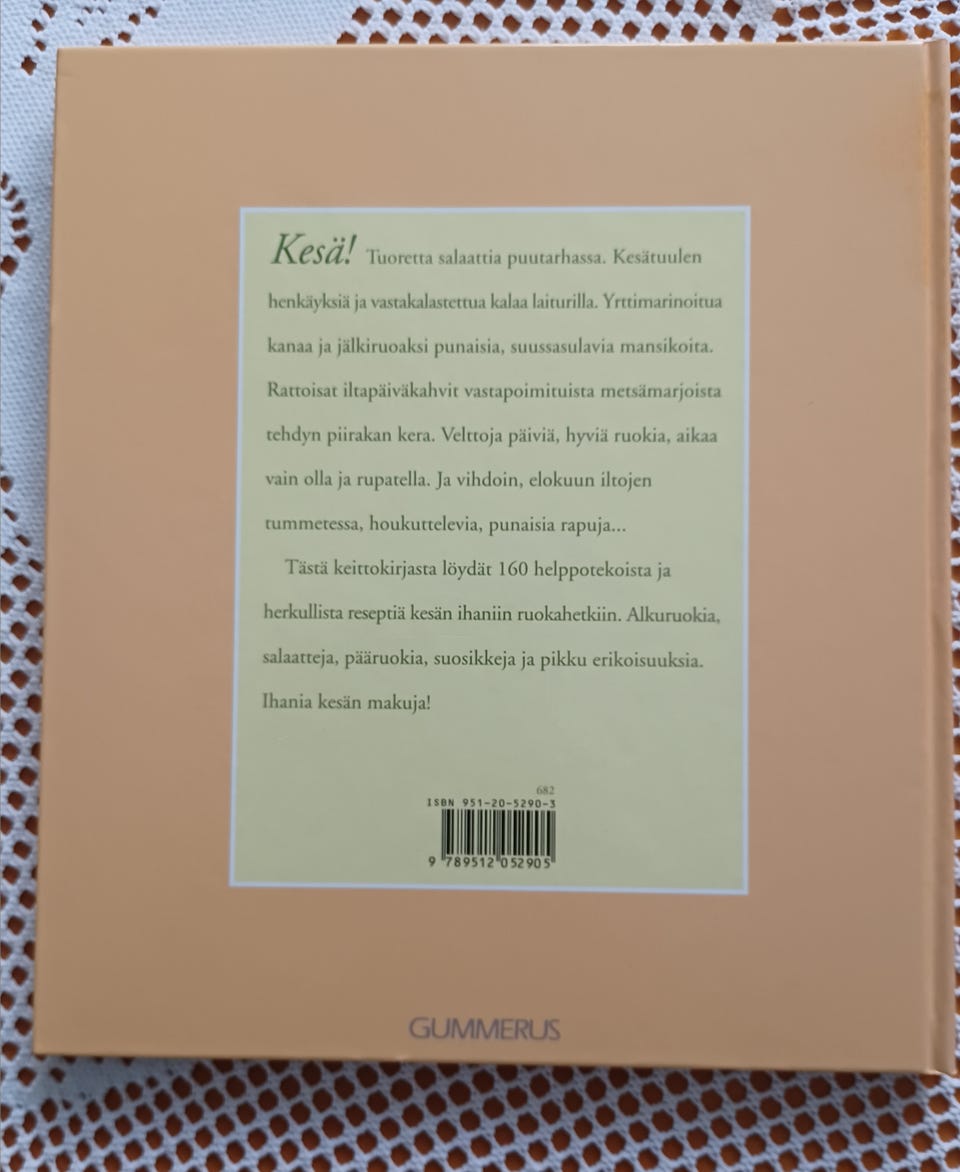 Kesä! Tuoretta salaattia puutarhassa. Kesätuulen
henkäyksiä ja vastakalastettua kalaa laiturilla. Yrttimarinoitua
kanaa ja jälkiruoaksi punaisia, suussasulavia mansikoita.
Rattoisat iltapäiväkahvit vastapoimituista metsämarjoista
tehdyn piirakan kera. Velttoja päiviä, hyviä ruokia, aikaa
vain olla ja rupatella. Ja vihdoin, elokuun iltojen
tummetessa, houkuttelevia, punaisia rapuja...
Tästä keittokirjasta löydät 160 helppotekoista ja
herkullista reseptiä kesän ihaniin ruokahetkiin. Alkuruokia,
salaatteja, pääruokia, suosikkeja ja pikku erikoisuuksia.
Ihania kesän makuja!
682
ISBN 951-20-5290-3
9 789512 052905
GUMMERUS